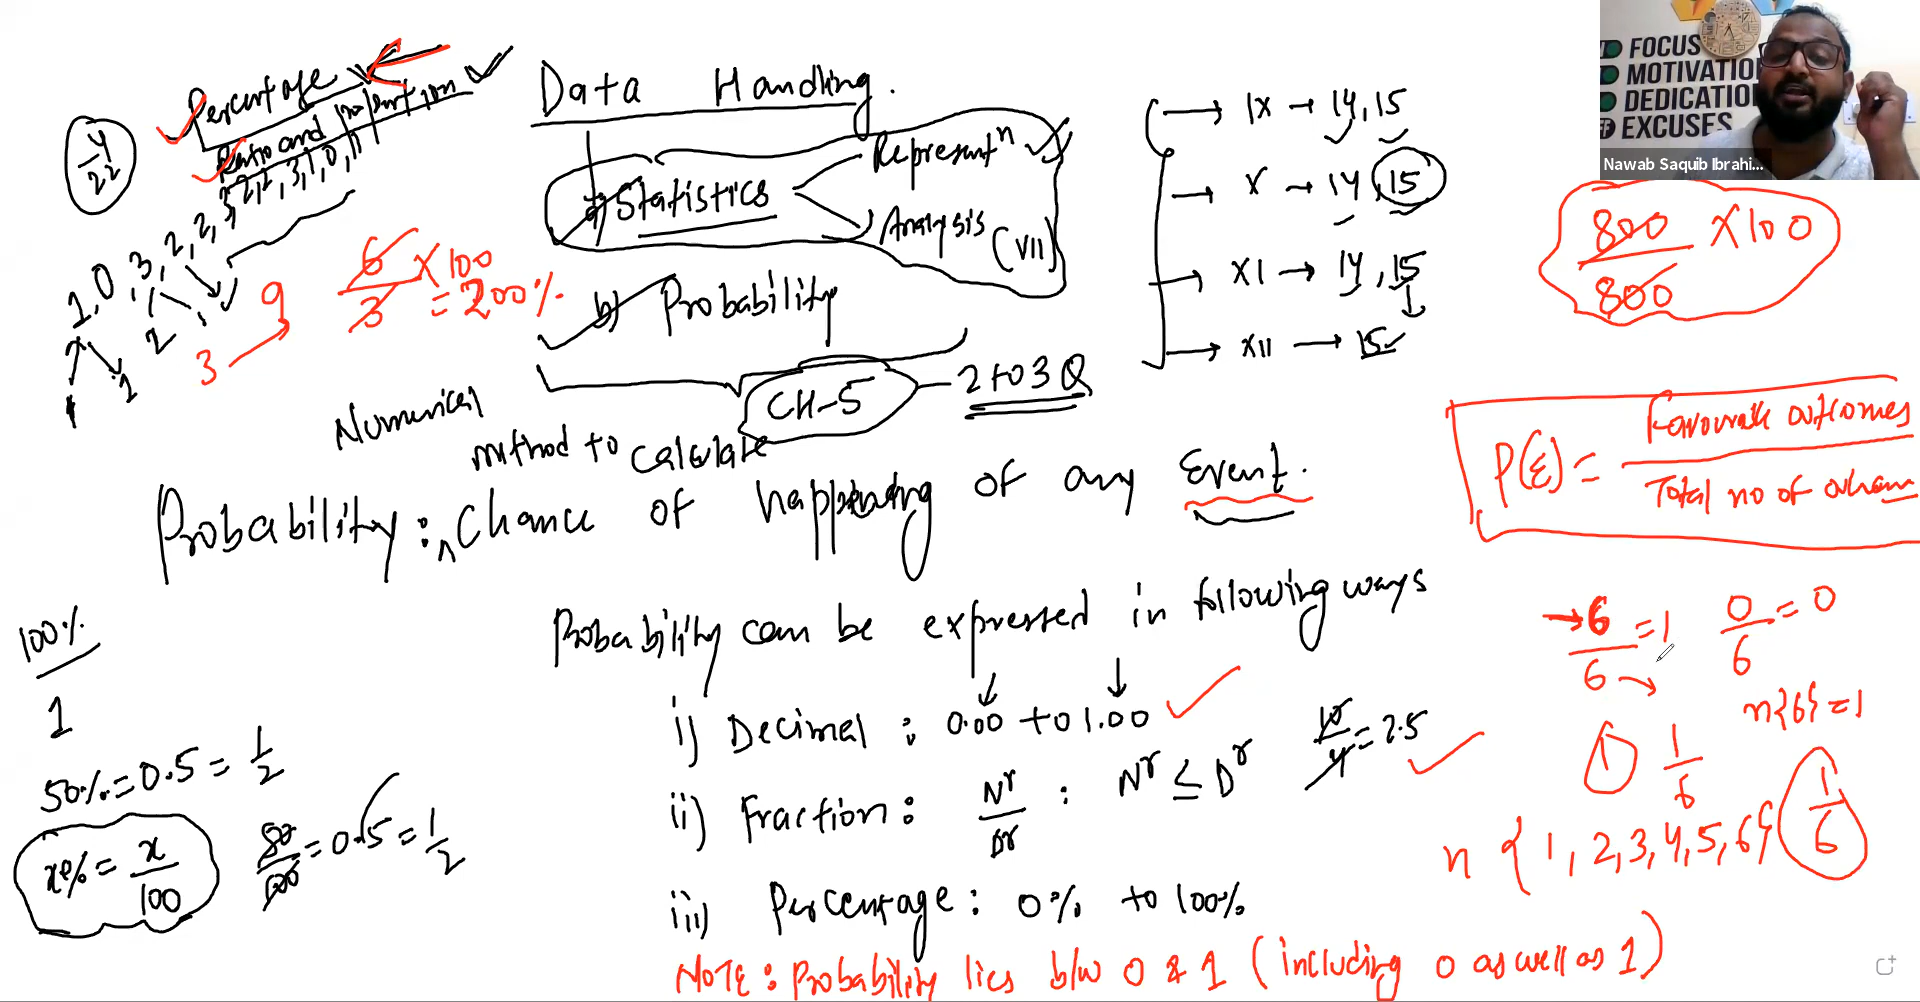 Percentage
Ratio and Proportion
4/22
3, 2, 2, 3, 1, 0, 1
1, 0, 3, 2, 2,
2
2
3 9
6/3 × 100
= 200%
Data Handling.
a) Statistics
Represent^n
Analysis (VII)
b) Probability
CH-5 — 2 to 3 Q
→ IX → 14, 15
→ X → 14, 15
→ XI → 14, 15
→ XII → 15
FOCUS
MOTIVATIO
DEDICATION
EXCUSES
Nawab Saquib Ibrahi...
800/800 × 100
P(E) = Favourable outcomes / Total no of
Numerical method to calculate
Probability : ^ Chance of happening of any Event.
Probability can be expressed in following ways
i) Decimal : 0.00 to 1.00
ii) Fraction : Nr/Dr : Nr ≤ Dr
10/4 = 2.5
iii) Percentage : 0% to 100%
NOTE : Probability lies b/w 0 & 1 (including 0 as well as 1)
100%
1
50% = 0.5 = 1/2
x% = x/100
= 0.5 = 1/2
→ 6/6 = 1
0/6 = 0
n{6} = 1
1 1/6
n {1, 2, 3, 4, 5, 6} 1/6